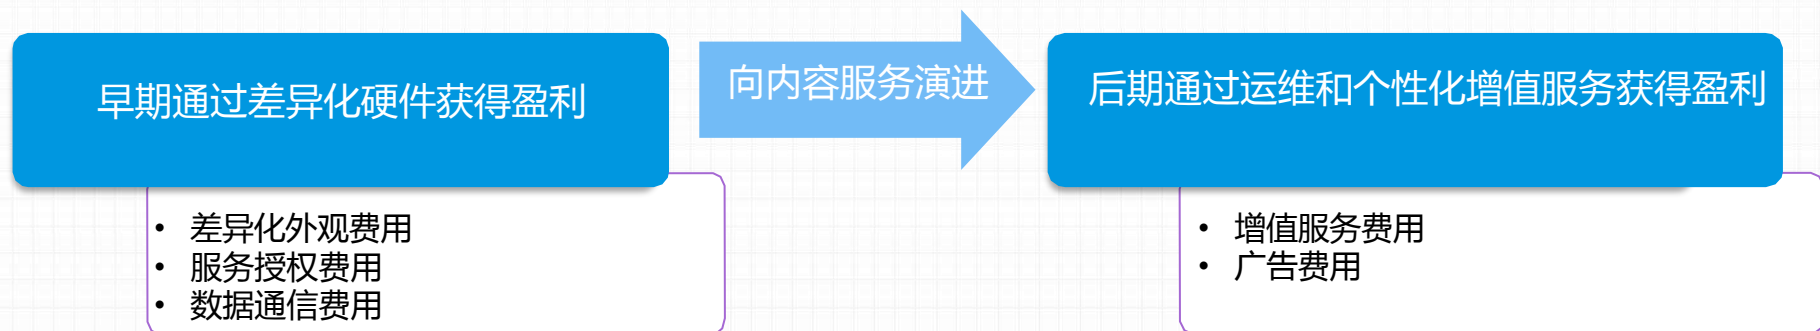 早期通过差异化硬件获得盈利
• 差异化外观费用
• 服务授权费用
• 数据通信费用
向内容服务演进
后期通过运维和个性化增值服务获得盈利
• 增值服务费用
• 广告费用